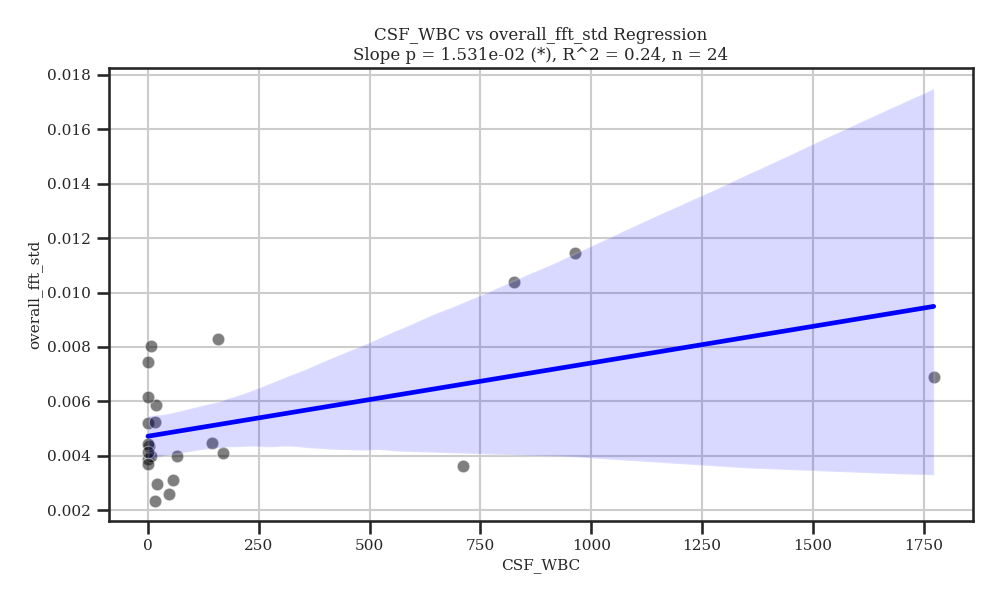 CSF_WBC vs overall_fft_std Regression
Slope p = 1.531e-02 (*), R^2 = 0.24, n = 24
0.018
0.016
0.014
0.012
0.010
0.008
0.006
0.004
0.002
overall_fft_std
0 250 500 750 1000 1250 1500 1750
CSF_WBC